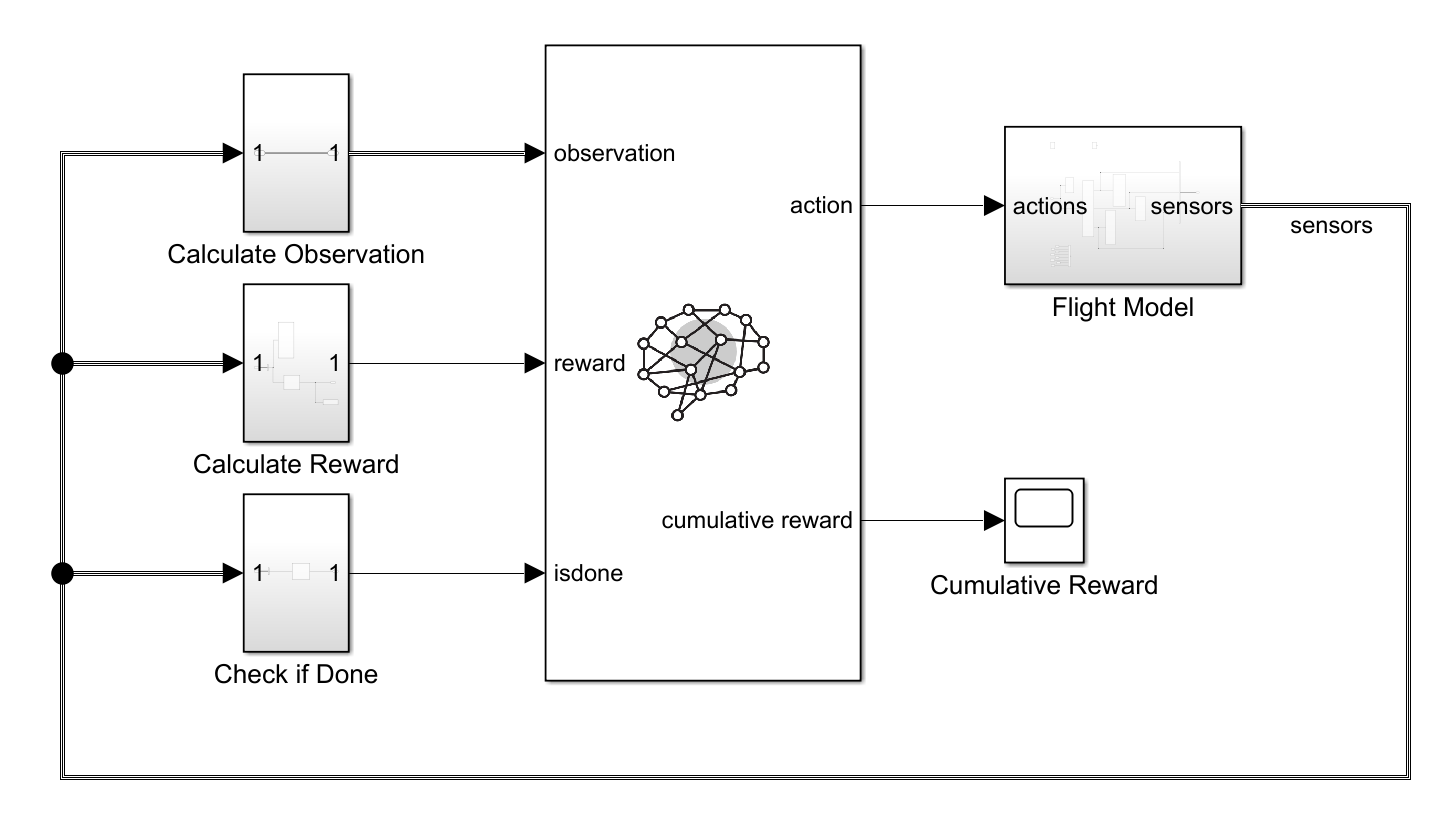 1 1
Calculate Observation
observation
action
actions sensors
sensors
Flight Model
1 1
Calculate Reward
reward
cumulative reward
Cumulative Reward
1 1
Check if Done
isdone